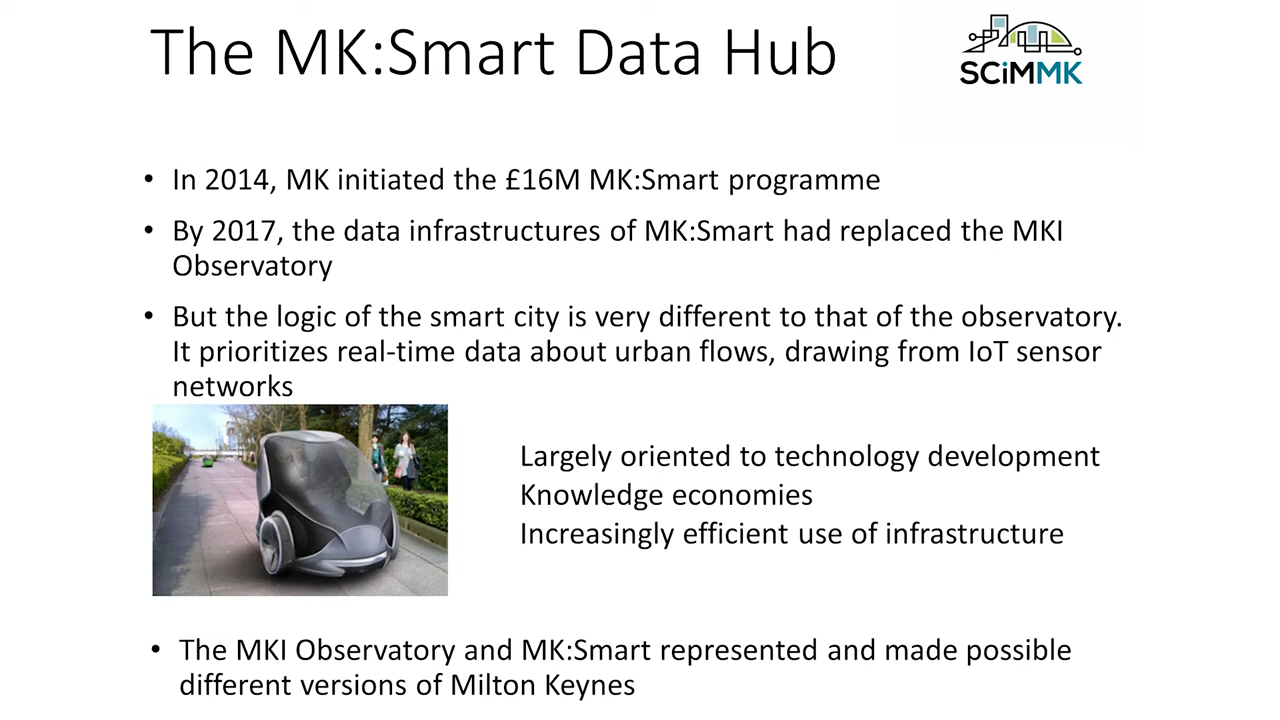 The MK:Smart Data Hub
SCiMMK
• In 2014, MK initiated the £16M MK:Smart programme
• By 2017, the data infrastructures of MK:Smart had replaced the MKI
Observatory
• But the logic of the smart city is very different to that of the observatory.
It prioritizes real-time data about urban flows, drawing from IoT sensor
networks
Largely oriented to technology development
Knowledge economies
Increasingly efficient use of infrastructure
• The MKI Observatory and MK:Smart represented and made possible
different versions of Milton Keynes